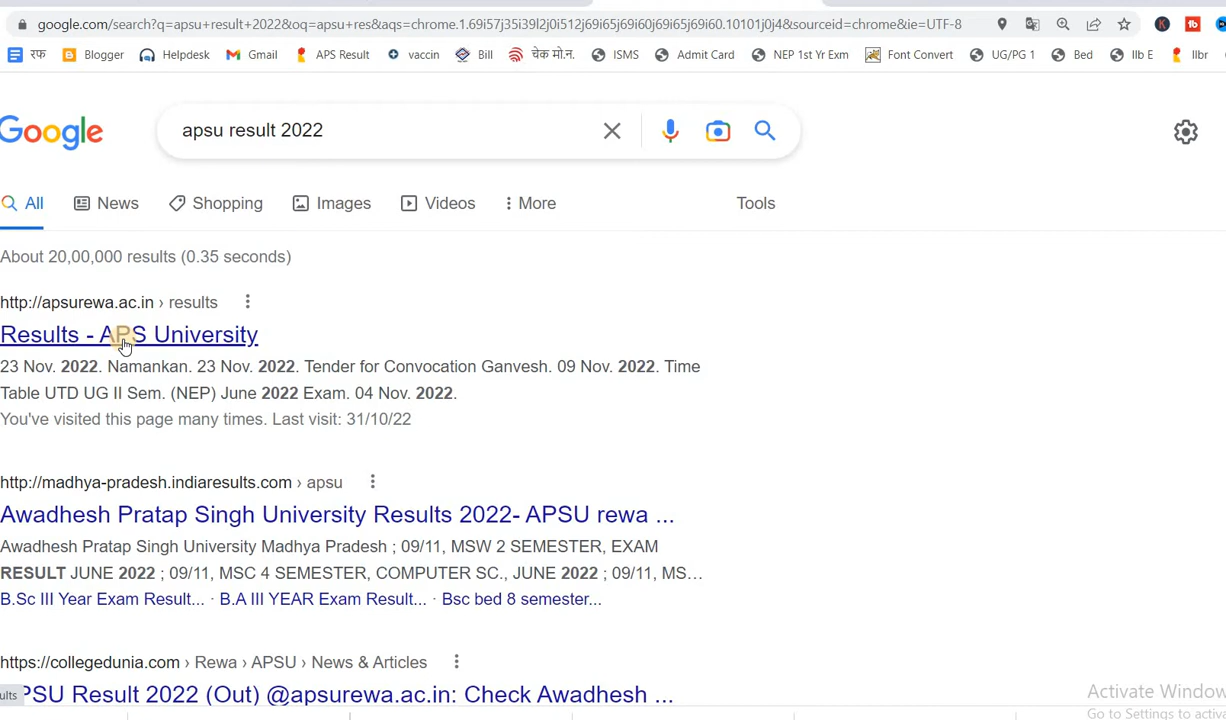 google.com/search?q=apsu+result+2022&oq=apsu+res&aqs=chrome.1.69i57j35i39l2j0i512j69i65j69i60j69i65j69i60.10101j0j4&sourceid=chrome&ie=UTF-8
रफ Blogger Helpdesk Gmail APS Result vaccin Bill चेक मो.न. ISMS Admit Card NEP 1st Yr Exm Font Convert UG/PG 1 Bed llb E llbr
Google apsu result 2022
All News Shopping Images Videos More Tools
About 20,00,000 results (0.35 seconds)
http://apsurewa.ac.in › results
Results - APS University
23 Nov. 2022. Namankan. 23 Nov. 2022. Tender for Convocation Ganvesh. 09 Nov. 2022. Time
Table UTD UG II Sem. (NEP) June 2022 Exam. 04 Nov. 2022.
You've visited this page many times. Last visit: 31/10/22
http://madhya-pradesh.indiaresults.com › apsu
Awadhesh Pratap Singh University Results 2022- APSU rewa ...
Awadhesh Pratap Singh University Madhya Pradesh ; 09/11, MSW 2 SEMESTER, EXAM
RESULT JUNE 2022 ; 09/11, MSC 4 SEMESTER, COMPUTER SC., JUNE 2022 ; 09/11, MS...
B.Sc III Year Exam Result... · B.A III YEAR Exam Result... · Bsc bed 8 semester...
https://collegedunia.com › Rewa › APSU › News & Articles
PSU Result 2022 (Out) @apsurewa.ac.in: Check Awadhesh ...
ults
Activate Window
Go to Settings to activa